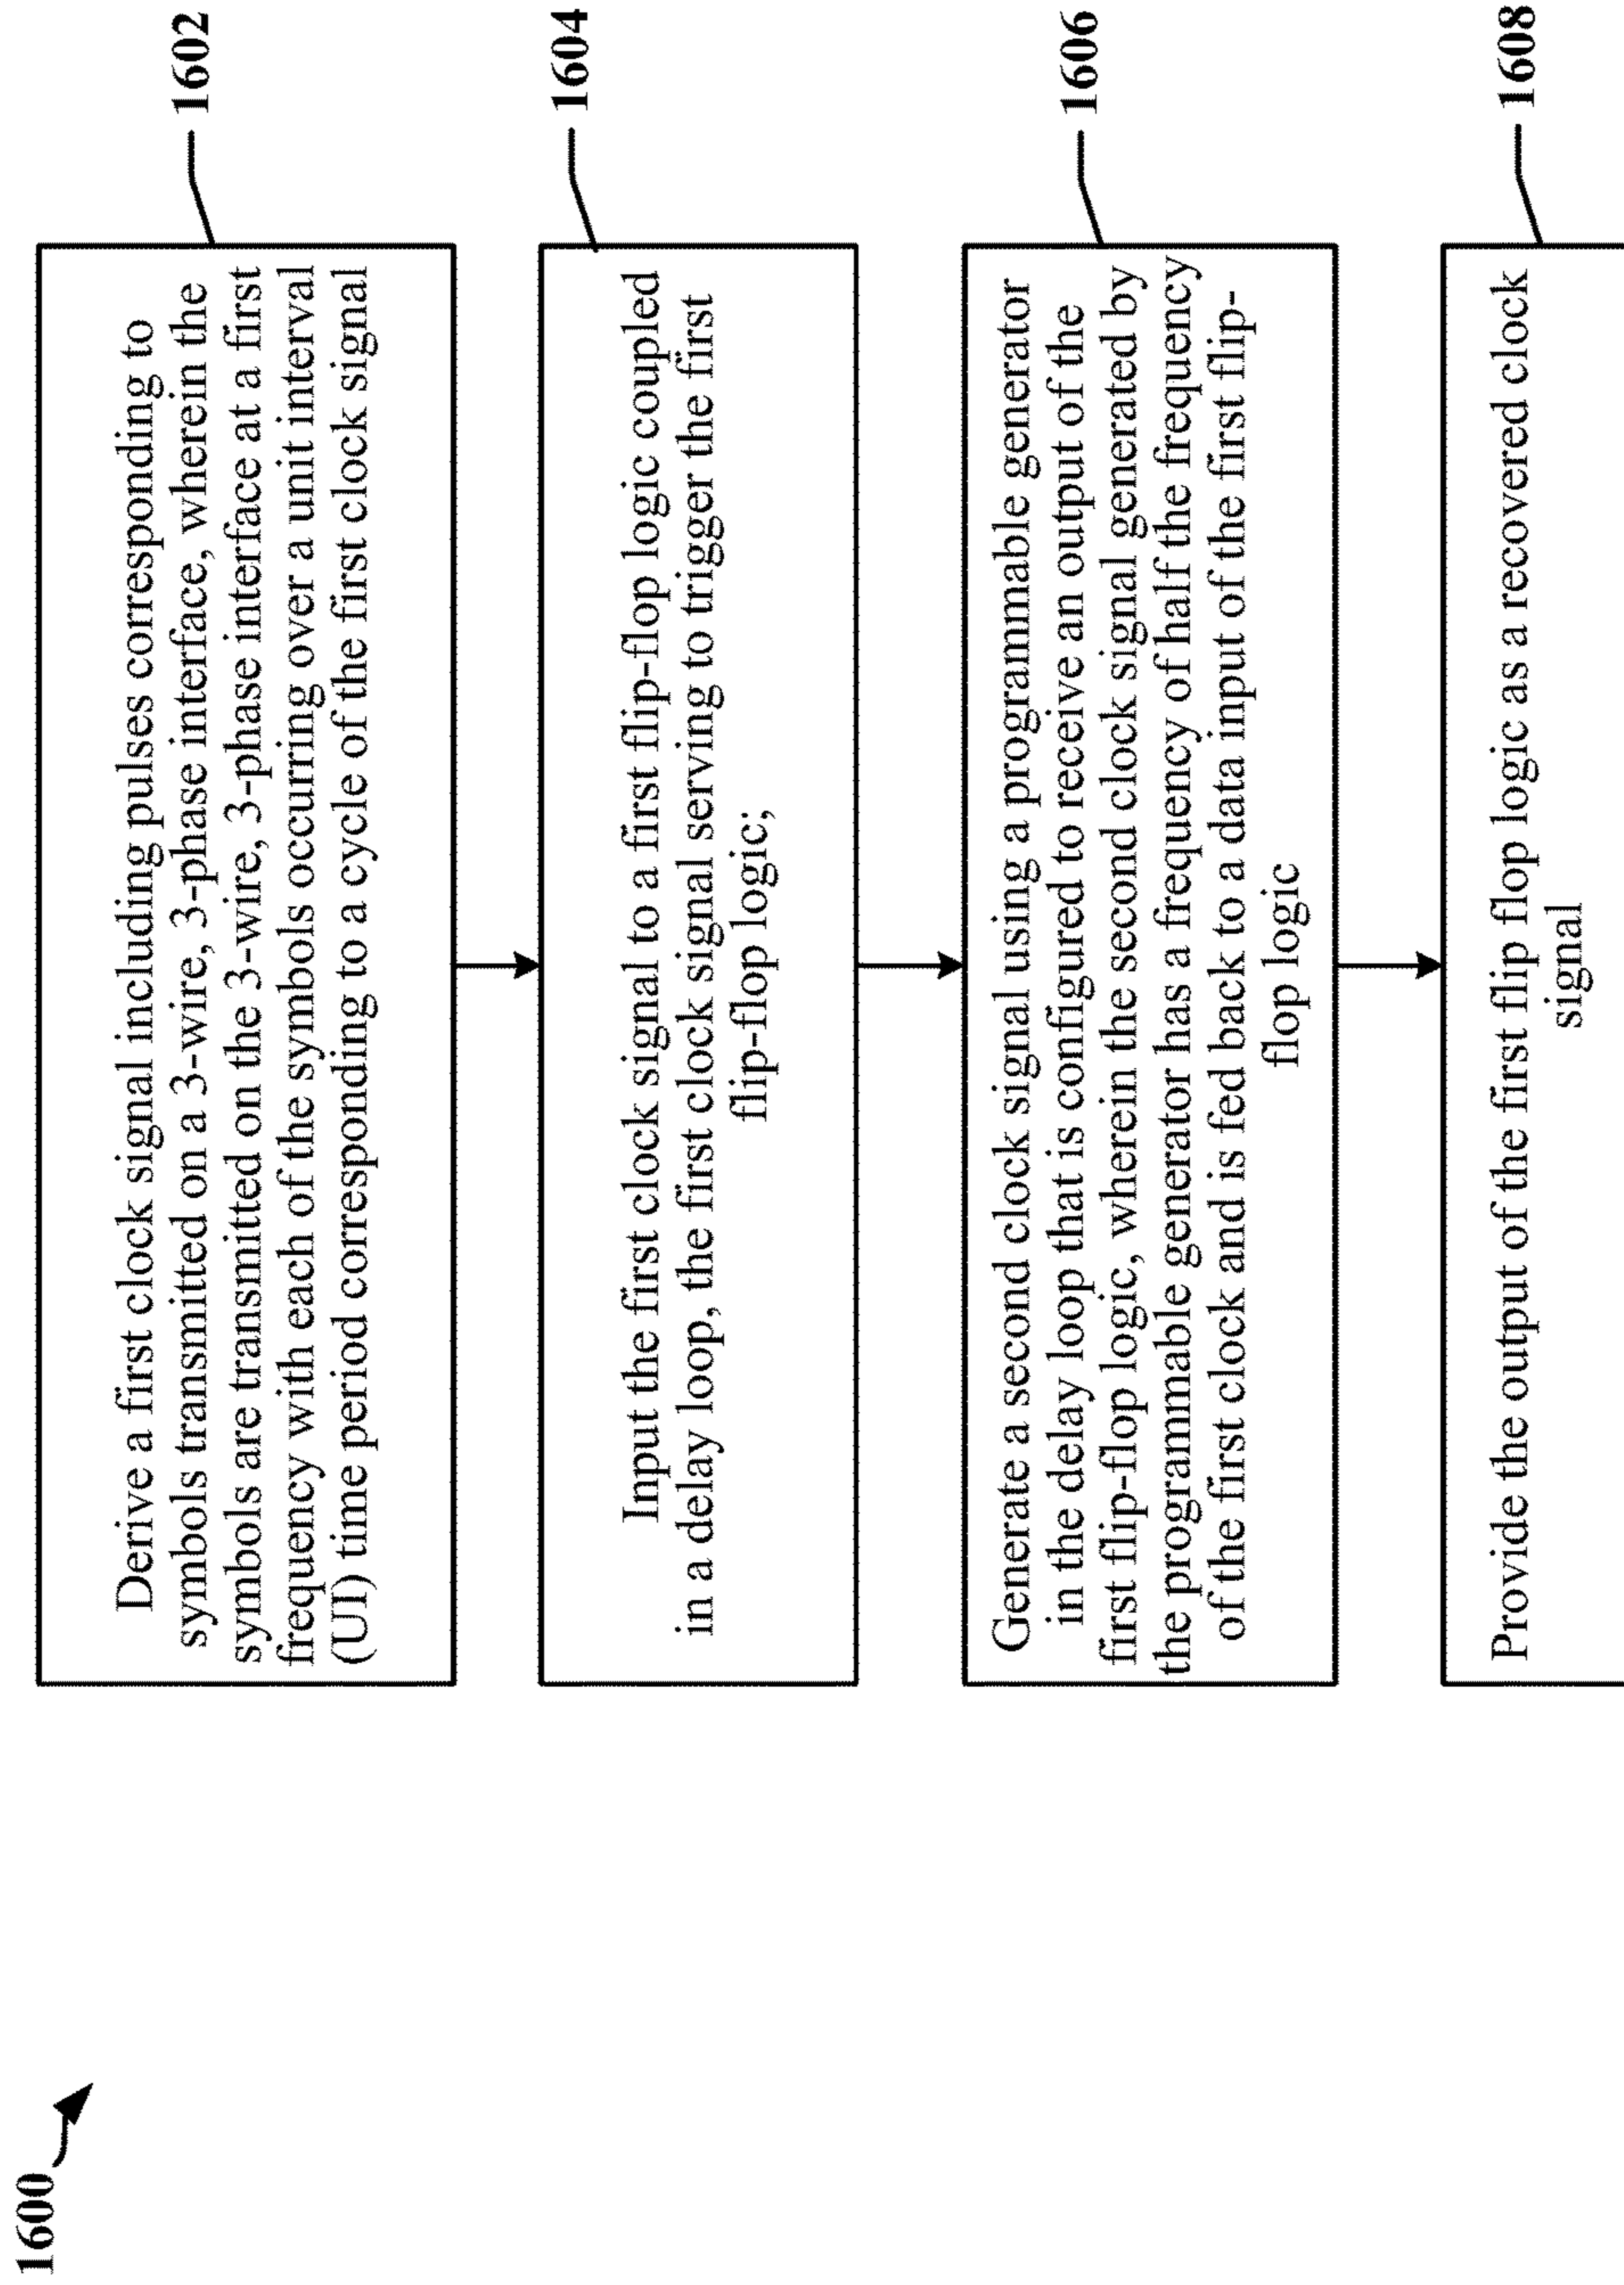 1600
Derive a first clock signal including pulses corresponding to
symbols transmitted on a 3-wire, 3-phase interface, wherein the
symbols are transmitted on the 3-wire, 3-phase interface at a first
frequency with each of the symbols occurring over a unit interval
(UI) time period corresponding to a cycle of the first clock signal
1602
Input the first clock signal to a first flip-flop logic coupled
in a delay loop, the first clock signal serving to trigger the first
flip-flop logic;
1604
Generate a second clock signal using a programmable generator
in the delay loop that is configured to receive an output of the
first flip-flop logic, wherein the second clock signal generated by
the programmable generator has a frequency of half the frequency
of the first clock and is fed back to a data input of the first flip-
flop logic
1606
Provide the output of the first flip flop logic as a recovered clock
signal
1608